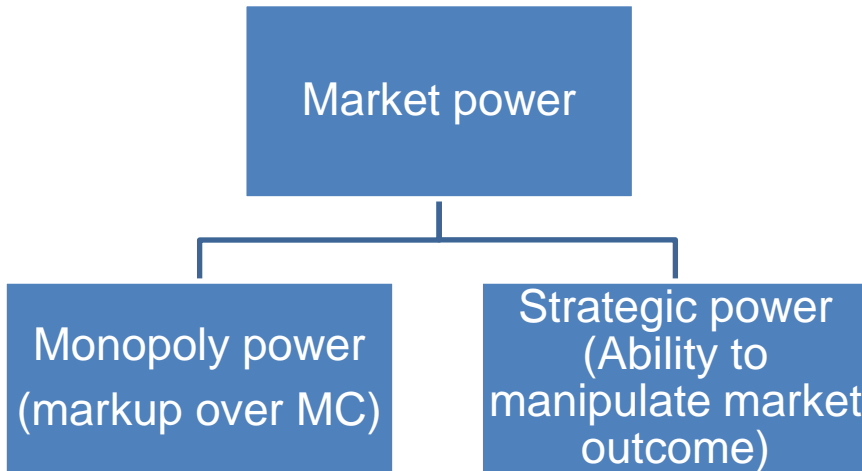 Market power
Monopoly power
(markup over MC)
Strategic power
(Ability to
manipulate market
outcome)